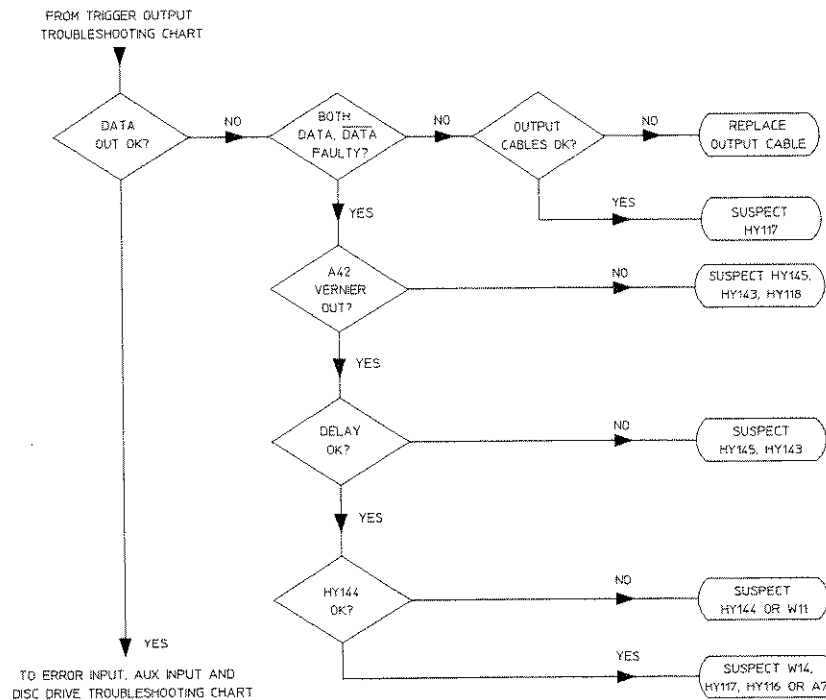 FROM TRIGGER OUTPUT
TROUBLESHOOTING CHART
DATA
OUT OK?
NO
BOTH
DATA, DATA
FAULTY?
NO
OUTPUT
CABLES OK?
NO
REPLACE
OUTPUT CABLE
YES
SUSPECT
HY117
YES
A42
VERNIER
OUT?
NO
SUSPECT HY145,
HY143, HY118
YES
DELAY
OK?
NO
SUSPECT
HY145, HY143
YES
HY144
OK?
NO
SUSPECT
HY144 OR W11
YES
SUSPECT W14,
HY117, HY116 OR A7
YES
TO ERROR INPUT, AUX INPUT AND
DISC DRIVE TROUBLESHOOTING CHART